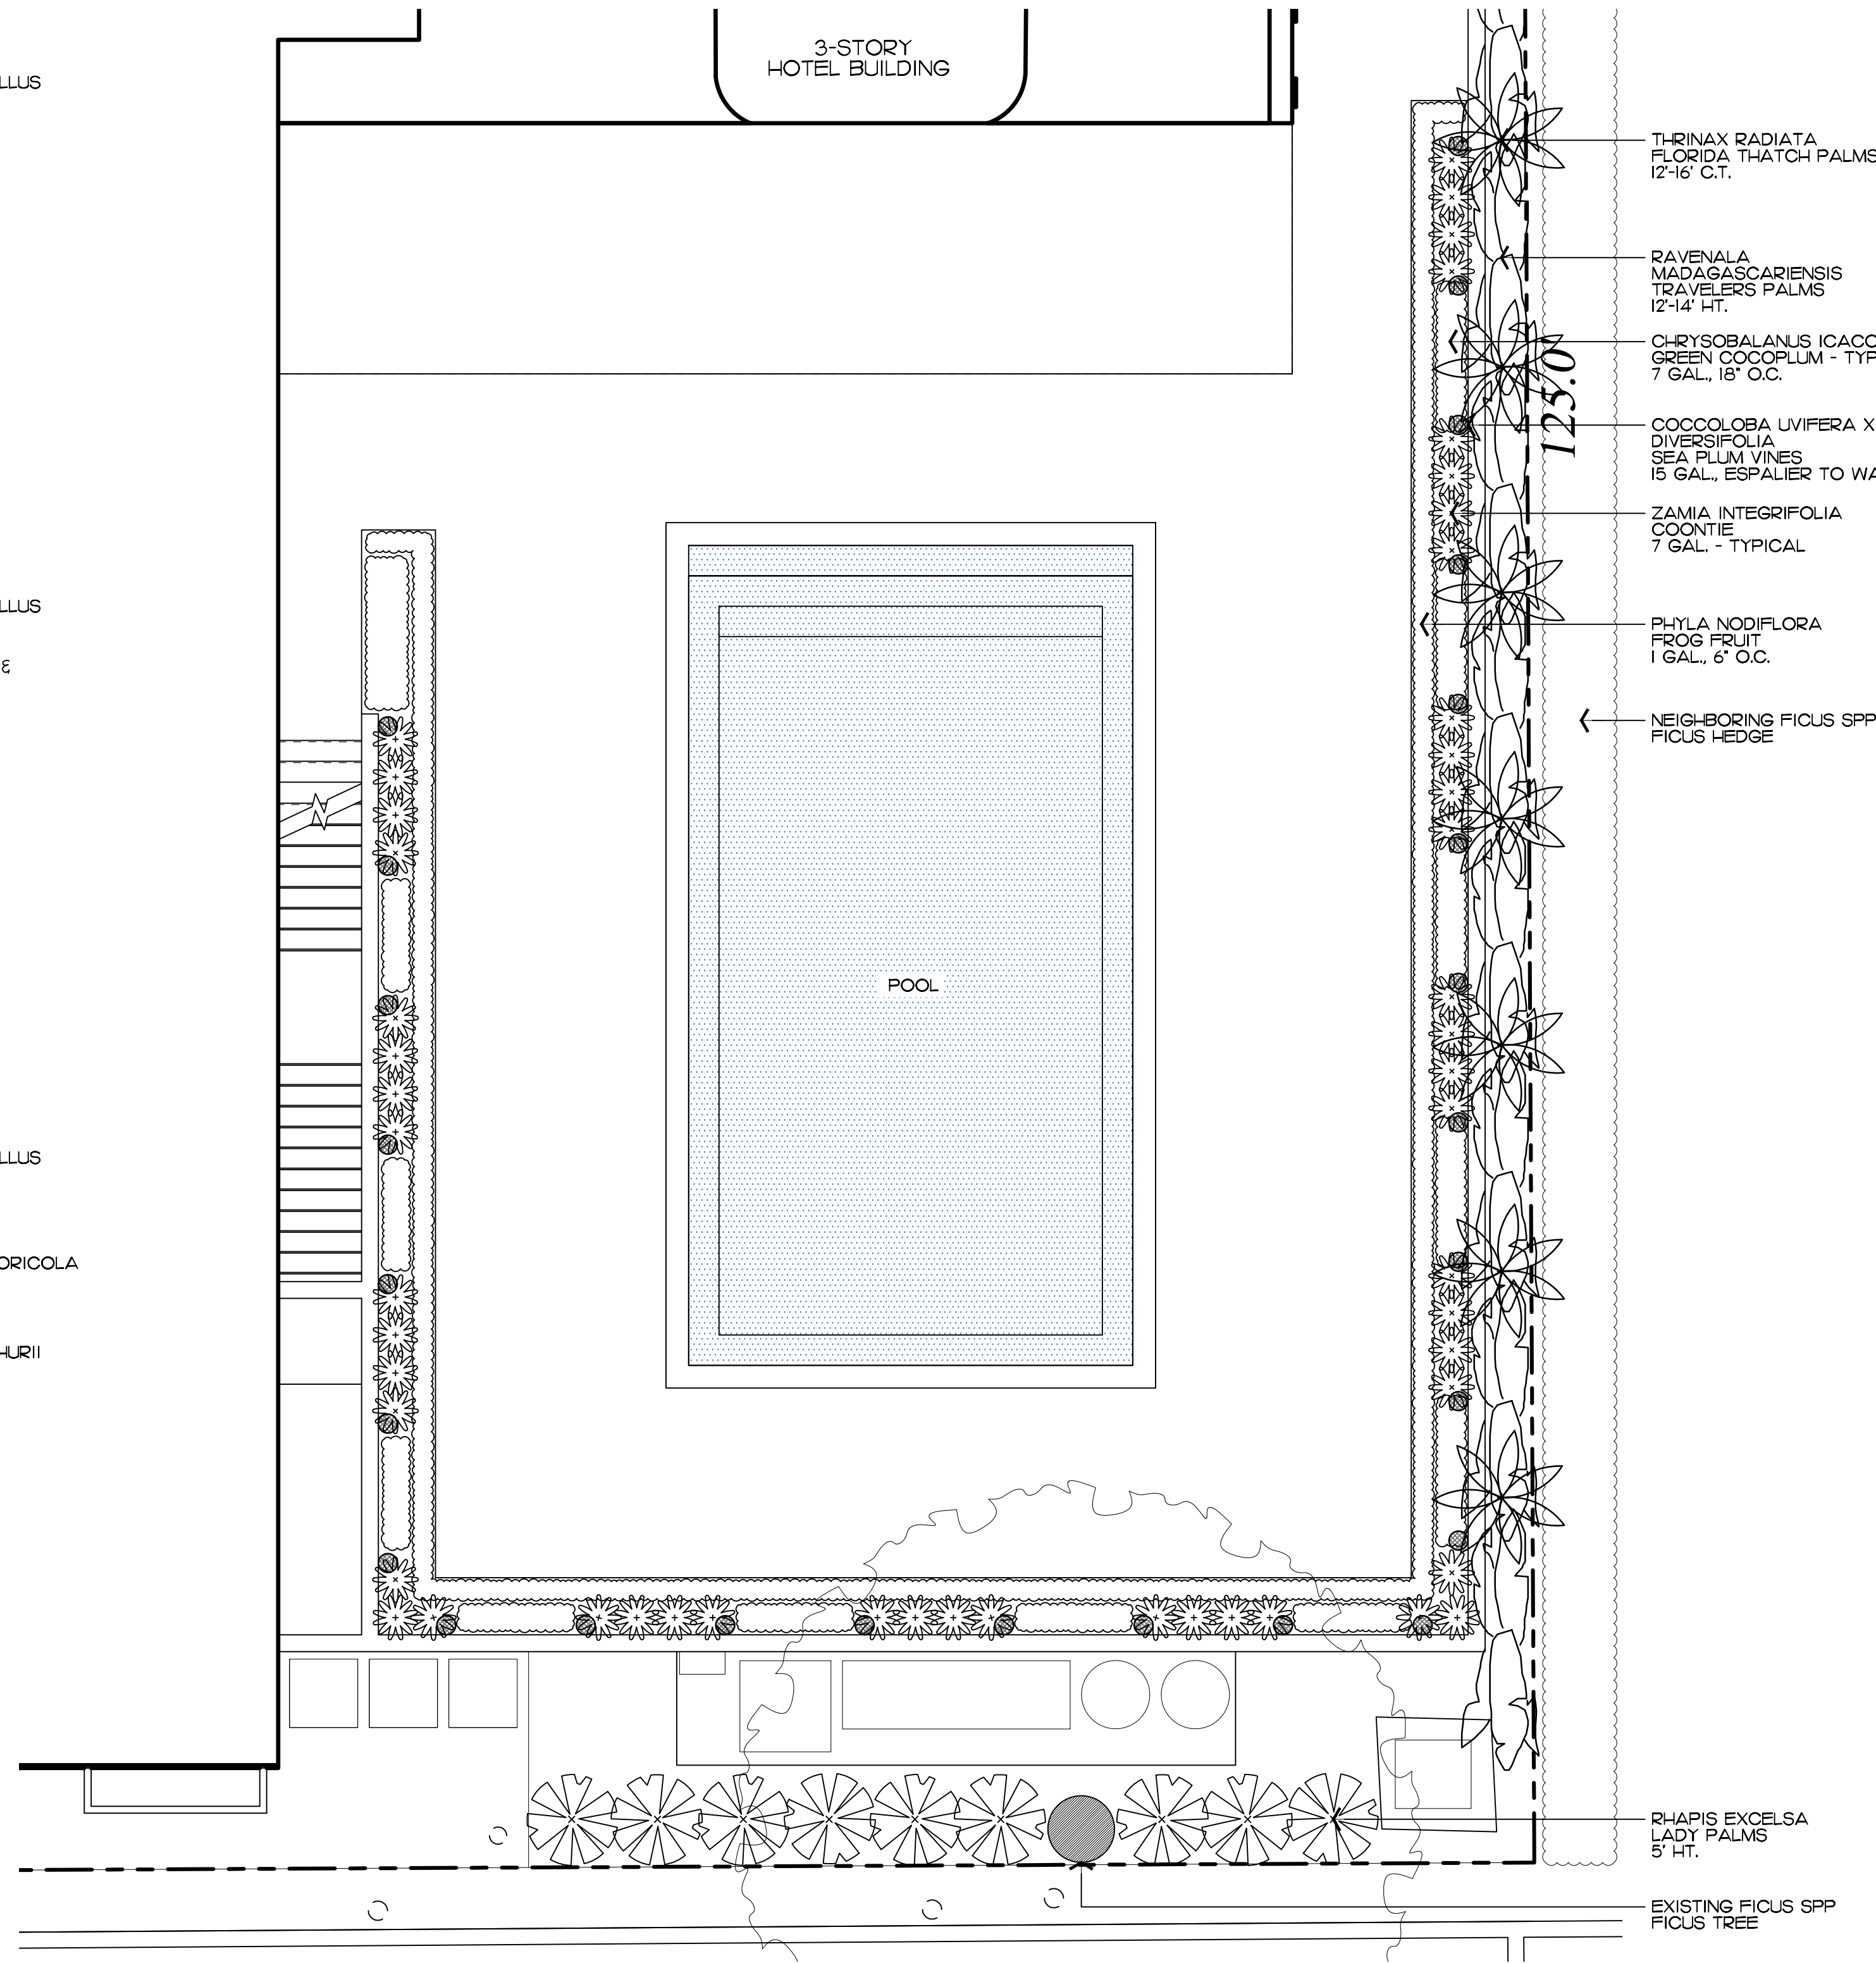 3-STORY
HOTEL BUILDING
LLUS
LLUS
&
LLUS
ORICOLA
HURII
THRINAX RADIATA
FLORIDA THATCH PALMS
12'-16' C.T.
RAVENALA
MADAGASCARIENSIS
TRAVELERS PALMS
12'-14' HT.
CHRYSOBALANUS ICACO
GREEN COCOPLUM - TYP
7 GAL., 18" O.C.
125.0'
COCCOLOBA UVIFERA X
DIVERSIFOLIA
SEA PLUM VINES
15 GAL., ESPALIER TO WA
ZAMIA INTEGRIFOLIA
COONTIE
7 GAL. - TYPICAL
PHYLA NODIFLORA
FROG FRUIT
1 GAL., 6" O.C.
NEIGHBORING FICUS SPP
FICUS HEDGE
POOL
RHAPIS EXCELSA
LADY PALMS
5' HT.
EXISTING FICUS SPP
FICUS TREE